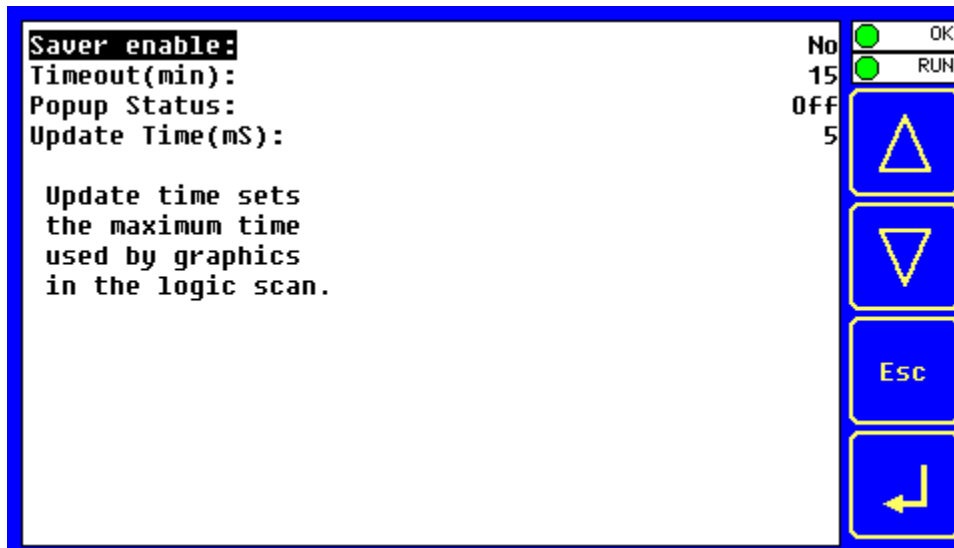 Saver enable: No
Timeout(min): 15
Popup Status: Off
Update Time(mS): 5
Update time sets
the maximum time
used by graphics
in the logic scan.
OK
RUN
Esc